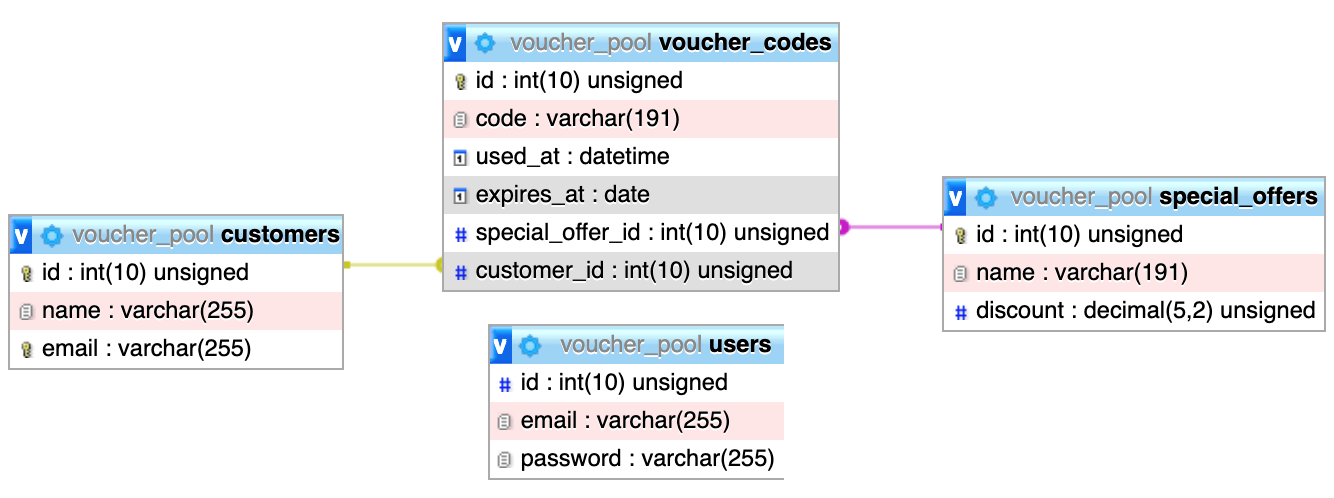 v voucher_pool voucher_codes
id : int(10) unsigned
code : varchar(191)
used_at : datetime
expires_at : date
# special_offer_id : int(10) unsigned
# customer_id : int(10) unsigned
v voucher_pool customers
id : int(10) unsigned
name : varchar(255)
email : varchar(255)
v voucher_pool special_offers
id : int(10) unsigned
name : varchar(191)
# discount : decimal(5,2) unsigned
v voucher_pool users
# id : int(10) unsigned
email : varchar(255)
password : varchar(255)